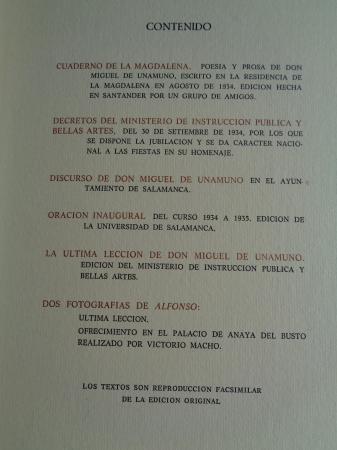 CONTENIDO
CUADERNO DE LA MAGDALENA. POESIA Y PROSA DE DON
MIGUEL DE UNAMUNO, ESCRITO EN LA RESIDENCIA DE
LA MAGDALENA EN AGOSTO DE 1934. EDICION HECHA
EN SANTANDER POR UN GRUPO DE AMIGOS.
DECRETOS DEL MINISTERIO DE INSTRUCCION PUBLICA Y
BELLAS ARTES, DEL 30 DE SETIEMBRE DE 1934, POR LOS QUE
SE DISPONE LA JUBILACION Y SE DA CARACTER NACIO-
NAL A LAS FIESTAS EN SU HOMENAJE.
DISCURSO DE DON MIGUEL DE UNAMUNO EN EL AYUN-
TAMIENTO DE SALAMANCA.
ORACION INAUGURAL DEL CURSO 1934 A 1935. EDICION DE
LA UNIVERSIDAD DE SALAMANCA.
LA ULTIMA LECCION DE DON MIGUEL DE UNAMUNO.
EDICION DEL MINISTERIO DE INSTRUCCION PUBLICA Y
BELLAS ARTES.
DOS FOTOGRAFIAS DE ALFONSO:
ULTIMA LECCION.
OFRECIMIENTO EN EL PALACIO DE ANAYA DEL BUSTO
REALIZADO POR VICTORIO MACHO.
LOS TEXTOS SON REPRODUCCION FACSIMILAR
DE LA EDICION ORIGINAL